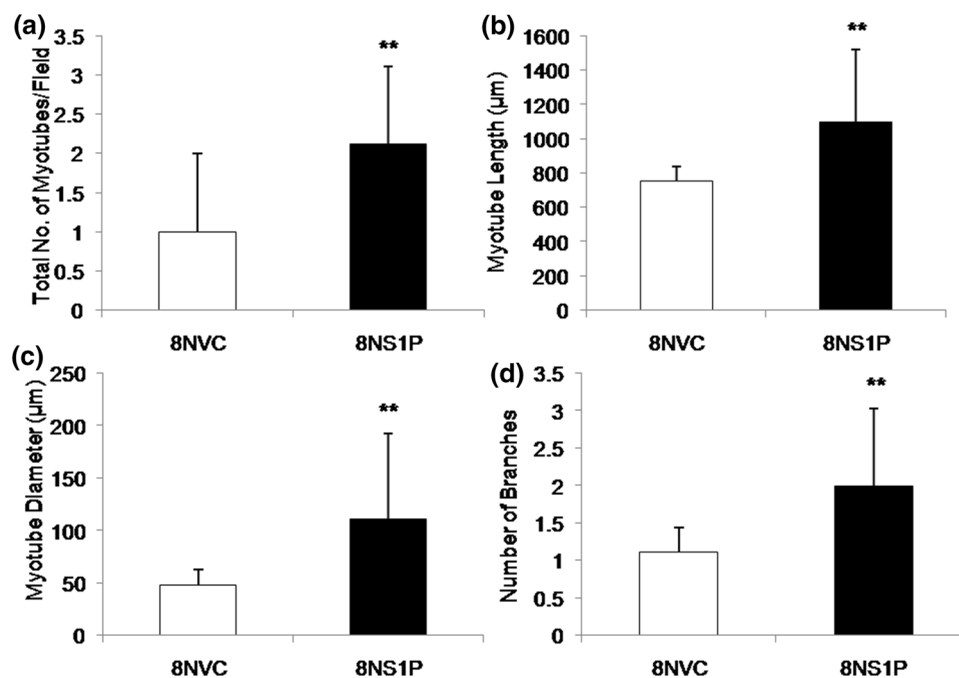 (a)
Total No. of Myotubes/Field
3.5
3
2.5
2
1.5
1
0.5
0
**
8NVC
8NS1P
(b)
Myotube Length (µm)
1600
1400
1200
1000
800
600
400
200
0
**
8NVC
8NS1P
(c)
Myotube Diameter (µm)
250
200
150
100
50
0
**
8NVC
8NS1P
(d)
Number of Branches
3.5
3
2.5
2
1.5
1
0.5
0
**
8NVC
8NS1P